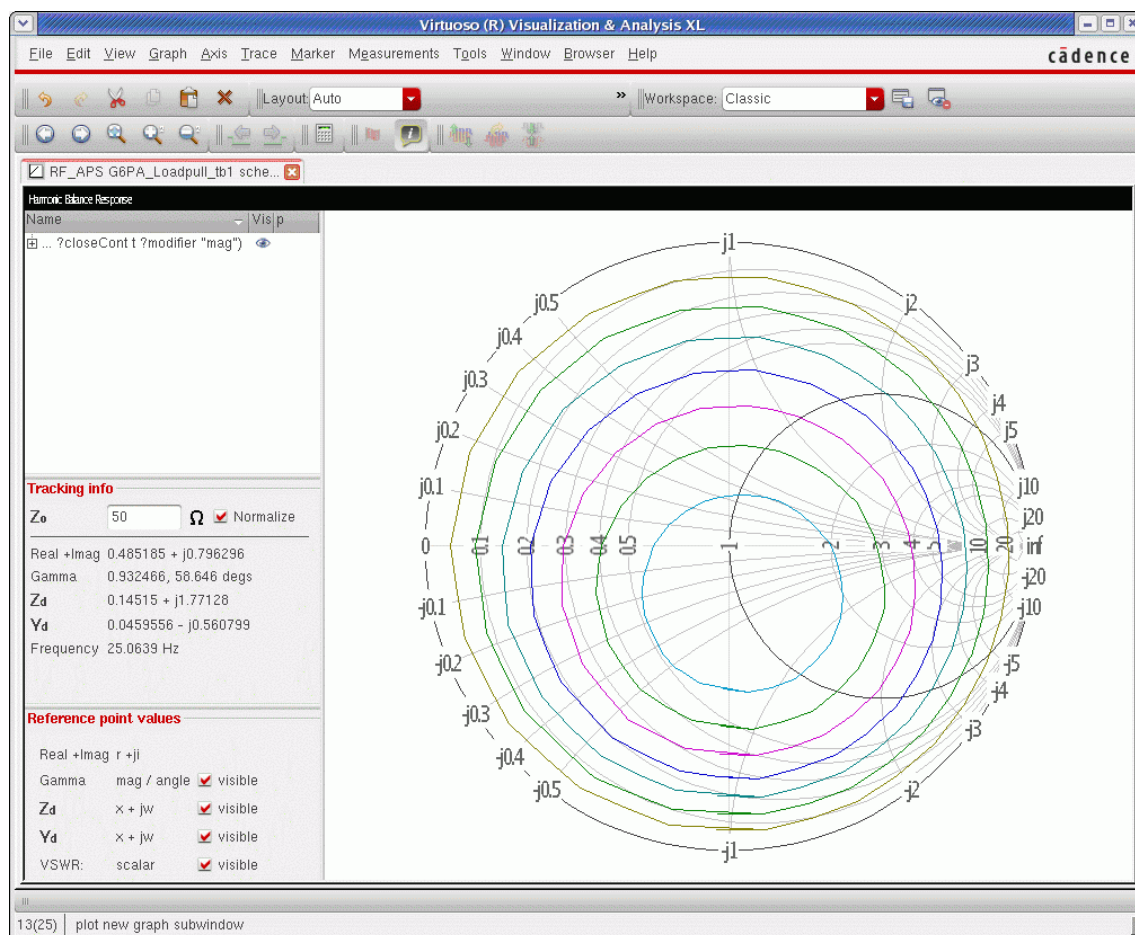 Virtuoso (R) Visualization & Analysis XL
File Edit View Graph Axis Trace Marker Measurements Tools Window Browser Help
cādence
Layout: Auto
» Workspace: Classic
RF_APS G6PA_Loadpull_tb1 sche...
Harmonic Balance Response
Name Vis p
... ?closeCont t ?modifier "mag")
Tracking info
Zo 50 Ω Normalize
Real +Imag 0.485185 + j0.796296
Gamma 0.932466, 58.646 degs
Zd 0.14515 + j1.77128
Yd 0.0459556 - j0.560799
Frequency 25.0639 Hz
Reference point values
Real +Imag r +ji
Gamma mag / angle visible
Zd x + jw visible
Yd x + jw visible
VSWR: scalar visible
j1
j0.5 j2
j0.4
j0.3 j3
j4
j0.2 j5
j0.1 j10
j20
0 0.1 0.2 0.3 0.4 0.5 1 2 3 4 5 10 20 inf
-j20
-j0.1 -j10
-j0.2 -j5
-j4
-j0.3 -j3
-j0.4
-j0.5 -j2
-j1
13(25) plot new graph subwindow